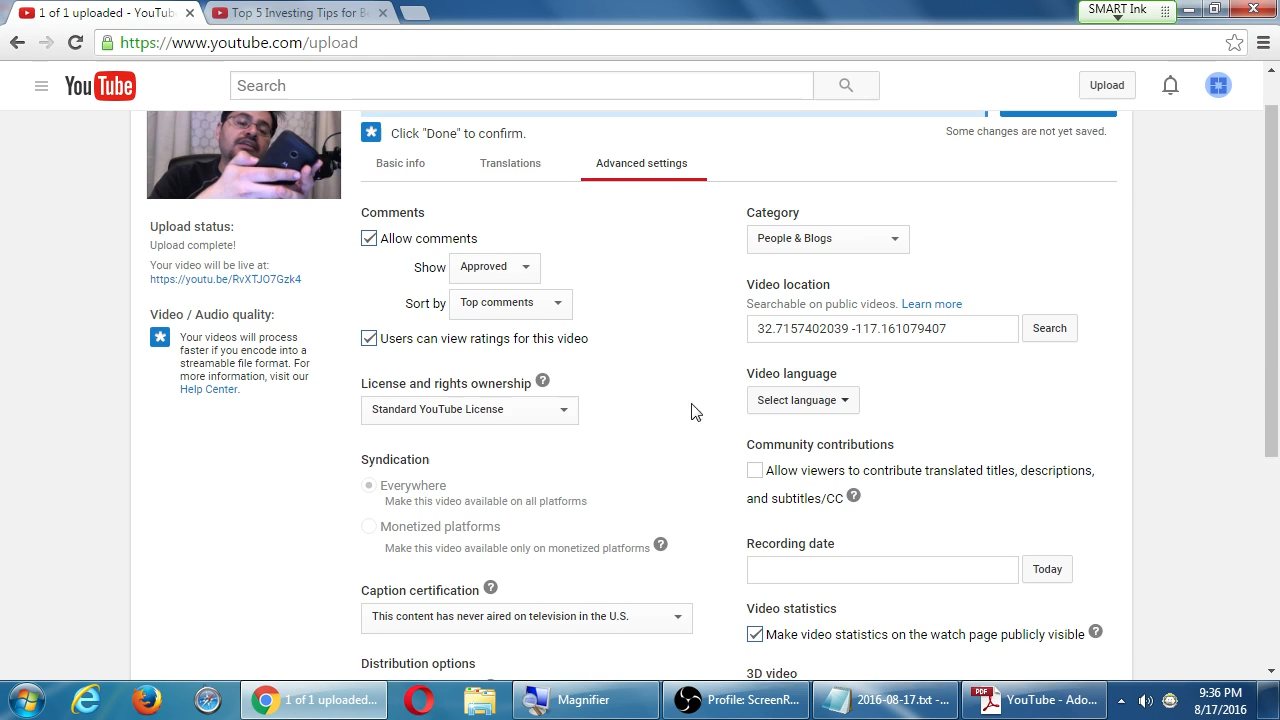 1 of 1 uploaded - YouTub
Top 5 Investing Tips for Be
SMART Ink
https://www.youtube.com/upload
YouTube
Search
Upload
Click "Done" to confirm.
Some changes are not yet saved.
Basic info
Translations
Advanced settings
Upload status:
Upload complete!
Your video will be live at:
https://youtu.be/RvXTJO7Gzk4
Video / Audio quality:
Your videos will process
faster if you encode into a
streamable file format. For
more information, visit our
Help Center.
Comments
Allow comments
Show Approved
Sort by Top comments
Users can view ratings for this video
License and rights ownership ?
Standard YouTube License
Syndication
Everywhere
Make this video available on all platforms
Monetized platforms
Make this video available only on monetized platforms ?
Caption certification ?
This content has never aired on television in the U.S.
Distribution options
Category
People & Blogs
Video location
Searchable on public videos. Learn more
32.7157402039 -117.161079407 Search
Video language
Select language
Community contributions
Allow viewers to contribute translated titles, descriptions,
and subtitles/CC ?
Recording date
Today
Video statistics
Make video statistics on the watch page publicly visible ?
3D video
1 of 1 uploaded...
Magnifier
Profile: ScreenR...
2016-08-17.txt -...
PDF
YouTube - Ado...
9:36 PM
8/17/2016